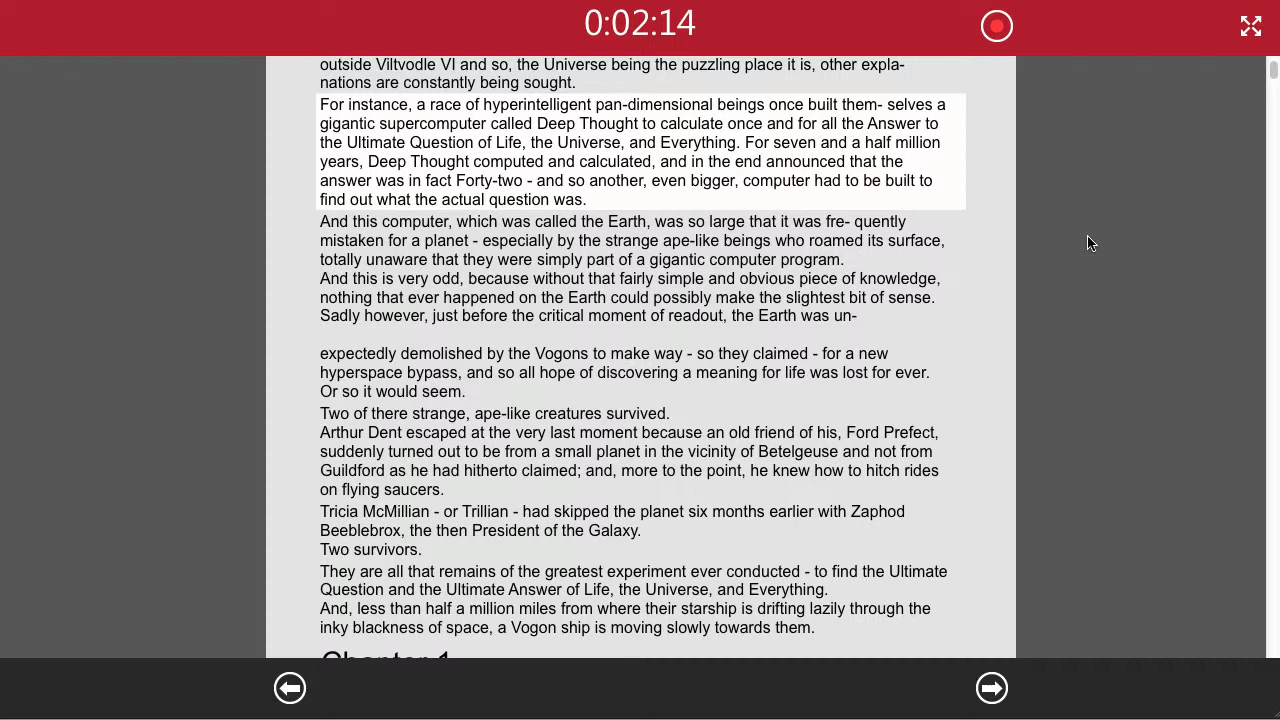 0:02:14
outside Viltvodle VI and so, the Universe being the puzzling place it is, other expla-
nations are constantly being sought.
For instance, a race of hyperintelligent pan-dimensional beings once built them- selves a
gigantic supercomputer called Deep Thought to calculate once and for all the Answer to
the Ultimate Question of Life, the Universe, and Everything. For seven and a half million
years, Deep Thought computed and calculated, and in the end announced that the
answer was in fact Forty-two - and so another, even bigger, computer had to be built to
find out what the actual question was.
And this computer, which was called the Earth, was so large that it was fre- quently
mistaken for a planet - especially by the strange ape-like beings who roamed its surface,
totally unaware that they were simply part of a gigantic computer program.
And this is very odd, because without that fairly simple and obvious piece of knowledge,
nothing that ever happened on the Earth could possibly make the slightest bit of sense.
Sadly however, just before the critical moment of readout, the Earth was un-
expectedly demolished by the Vogons to make way - so they claimed - for a new
hyperspace bypass, and so all hope of discovering a meaning for life was lost for ever.
Or so it would seem.
Two of there strange, ape-like creatures survived.
Arthur Dent escaped at the very last moment because an old friend of his, Ford Prefect,
suddenly turned out to be from a small planet in the vicinity of Betelgeuse and not from
Guildford as he had hitherto claimed; and, more to the point, he knew how to hitch rides
on flying saucers.
Tricia McMillian - or Trillian - had skipped the planet six months earlier with Zaphod
Beeblebrox, the then President of the Galaxy.
Two survivors.
They are all that remains of the greatest experiment ever conducted - to find the Ultimate
Question and the Ultimate Answer of Life, the Universe, and Everything.
And, less than half a million miles from where their starship is drifting lazily through the
inky blackness of space, a Vogon ship is moving slowly towards them.
Chapter 1